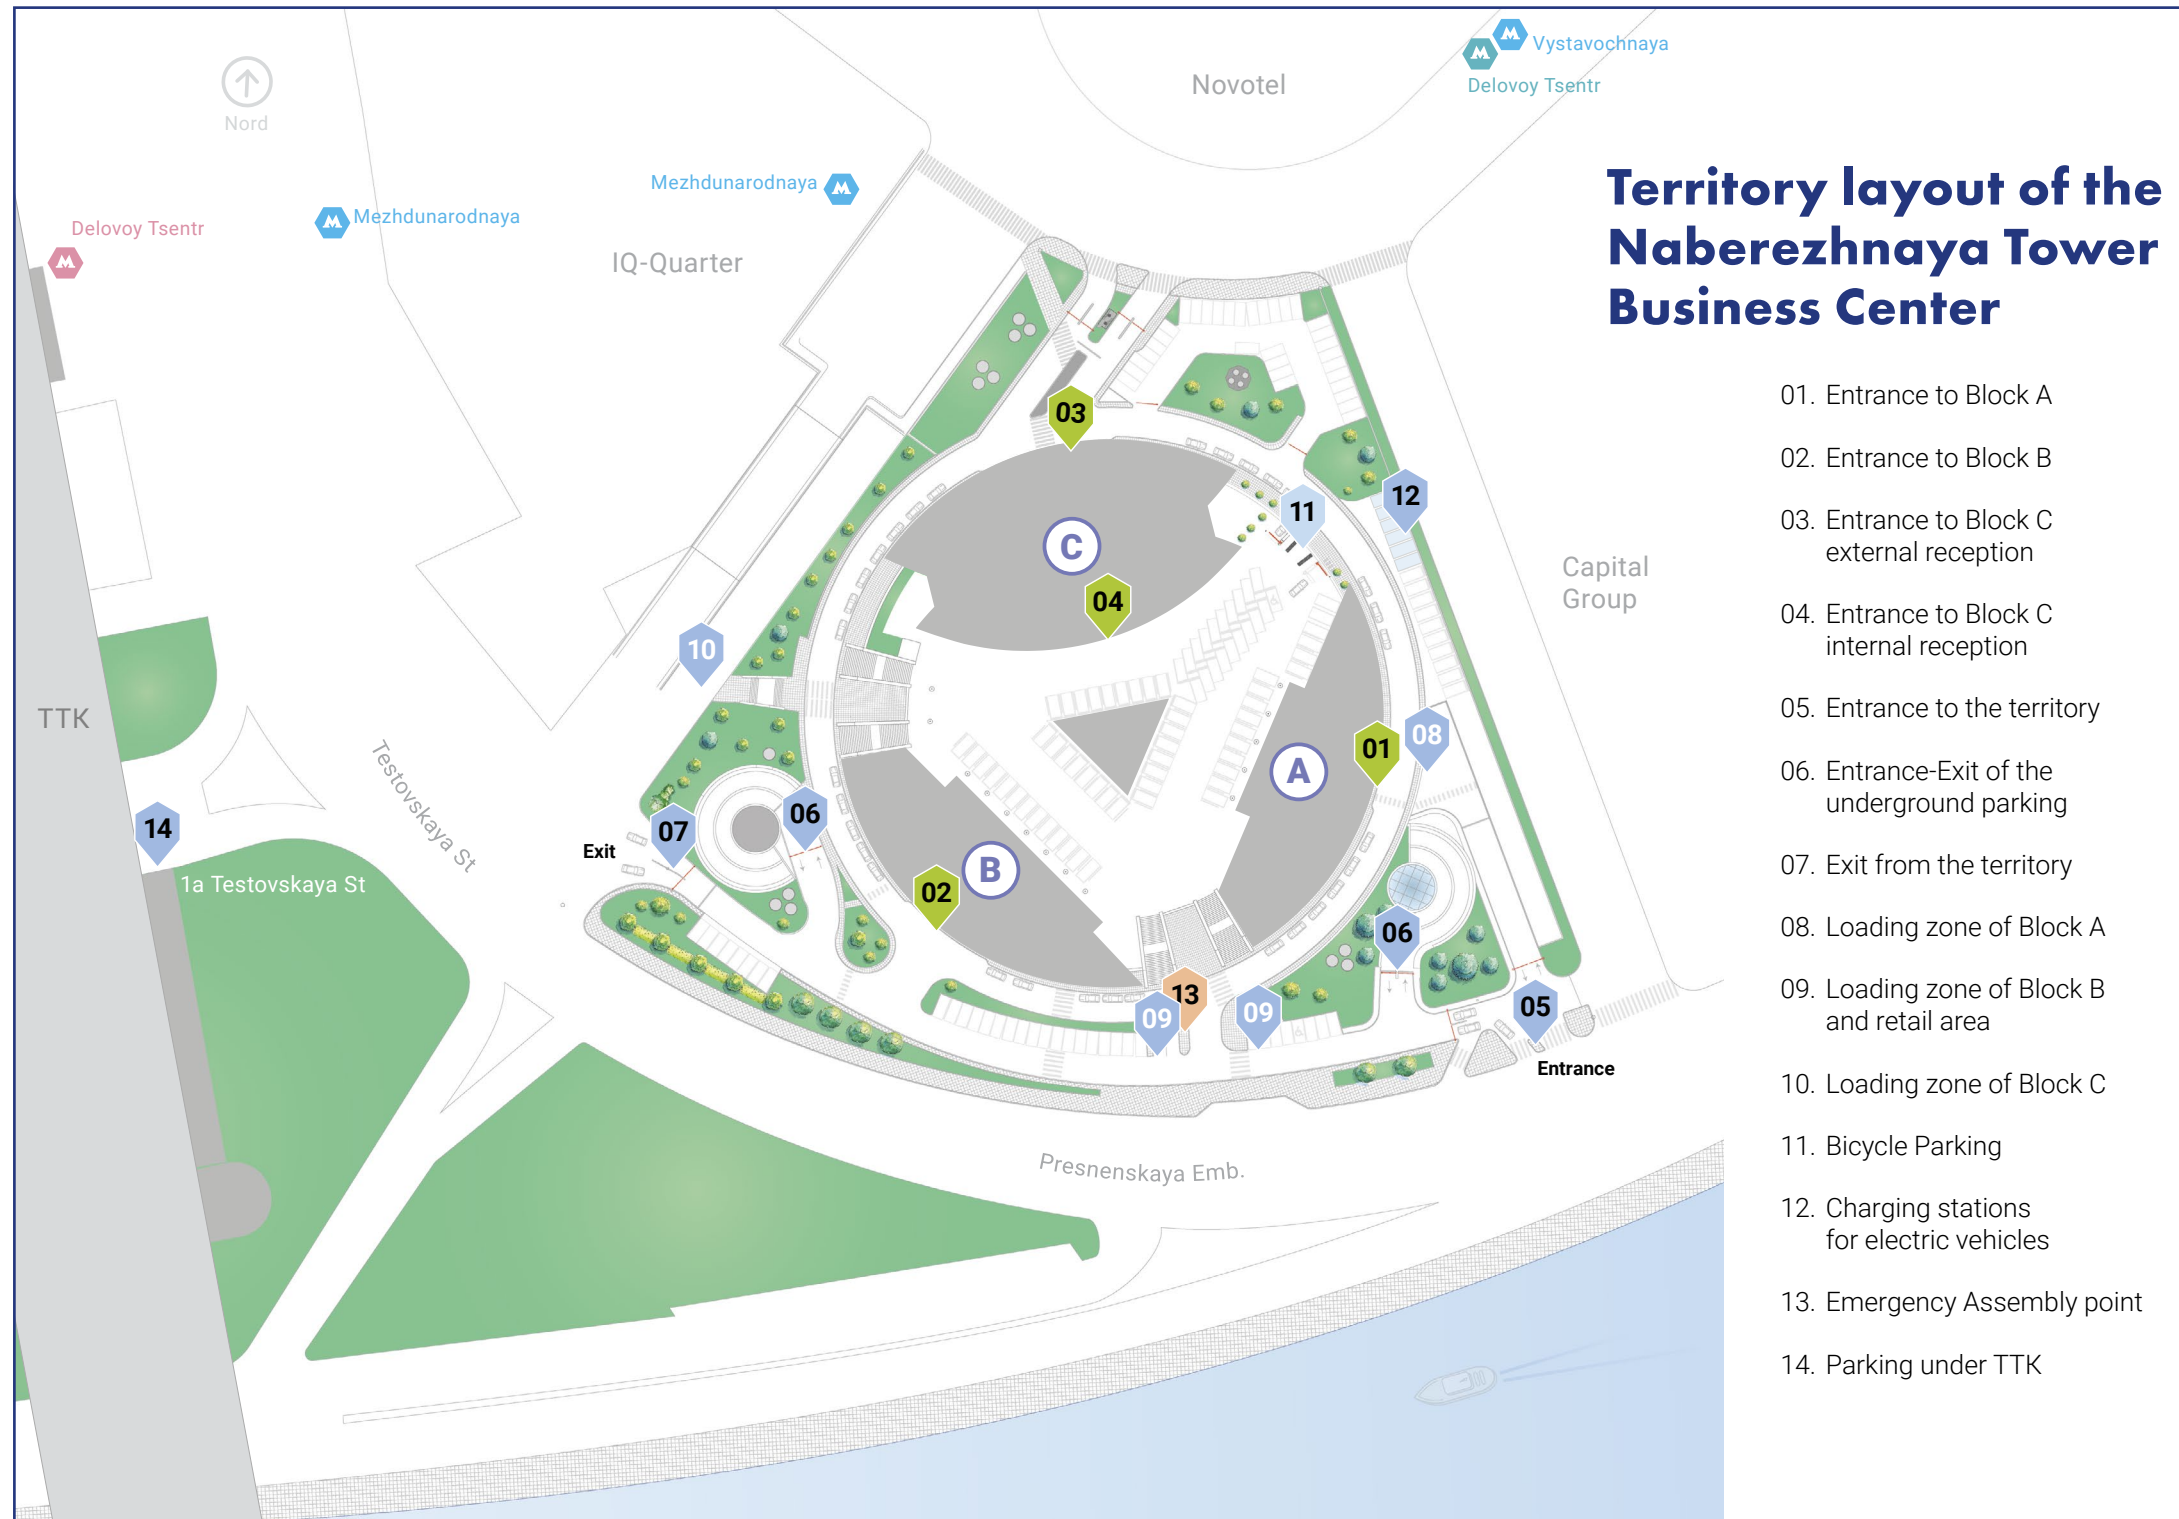 Nord
Novotel
Vystavochnaya
Delovoy Tsentr
Mezhdunarodnaya
Mezhdunarodnaya
Delovoy Tsentr
IQ-Quarter
Territory layout of the
Naberezhnaya Tower
Business Center
01. Entrance to Block A
02. Entrance to Block B
03. Entrance to Block C
external reception
04. Entrance to Block C
internal reception
05. Entrance to the territory
06. Entrance-Exit of the
underground parking
07. Exit from the territory
08. Loading zone of Block A
09. Loading zone of Block B
and retail area
10. Loading zone of Block C
11. Bicycle Parking
12. Charging stations
for electric vehicles
13. Emergency Assembly point
14. Parking under TTK
03
12
11
C
Capital
Group
04
10
TTK
Testovskaya St
01
08
A
14
07
06
Exit
B
02
1a Testovskaya St
06
13
09
09
05
Entrance
Presnenskaya Emb.